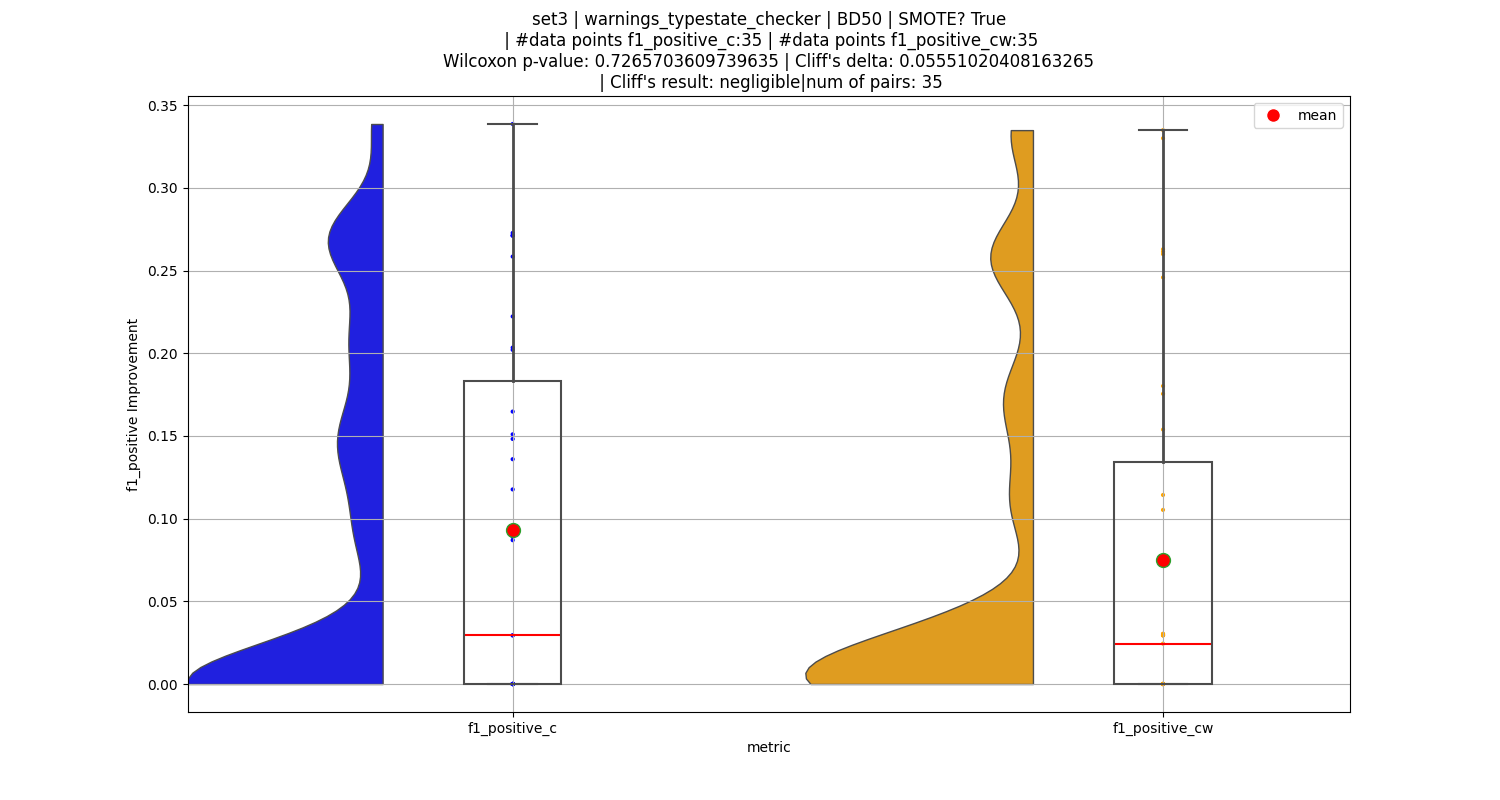 set3 | warnings_typestate_checker | BD50 | SMOTE? True
| #data points f1_positive_c:35 | #data points f1_positive_cw:35
Wilcoxon p-value: 0.7265703609739635 | Cliff's delta: 0.05551020408163265
| Cliff's result: negligible|num of pairs: 35
mean
0.35
0.30
0.25
0.20
0.15
0.10
0.05
0.00
f1_positive Improvement
f1_positive_c
f1_positive_cw
metric